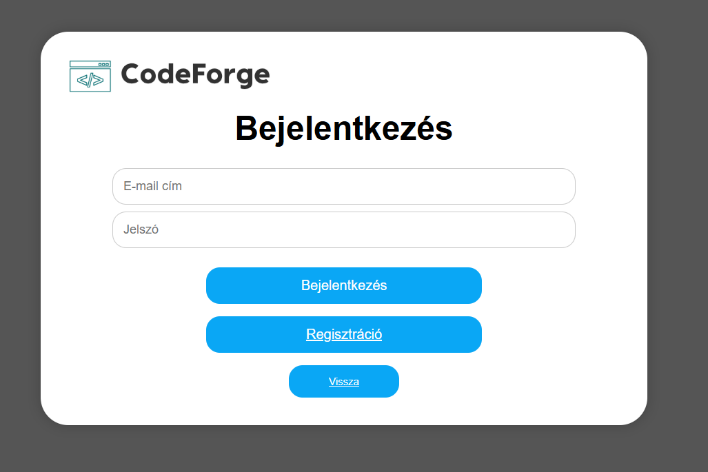 </>
CodeForge
Bejelentkezés
E-mail cím
Jelszó
Bejelentkezés
Regisztráció
Vissza